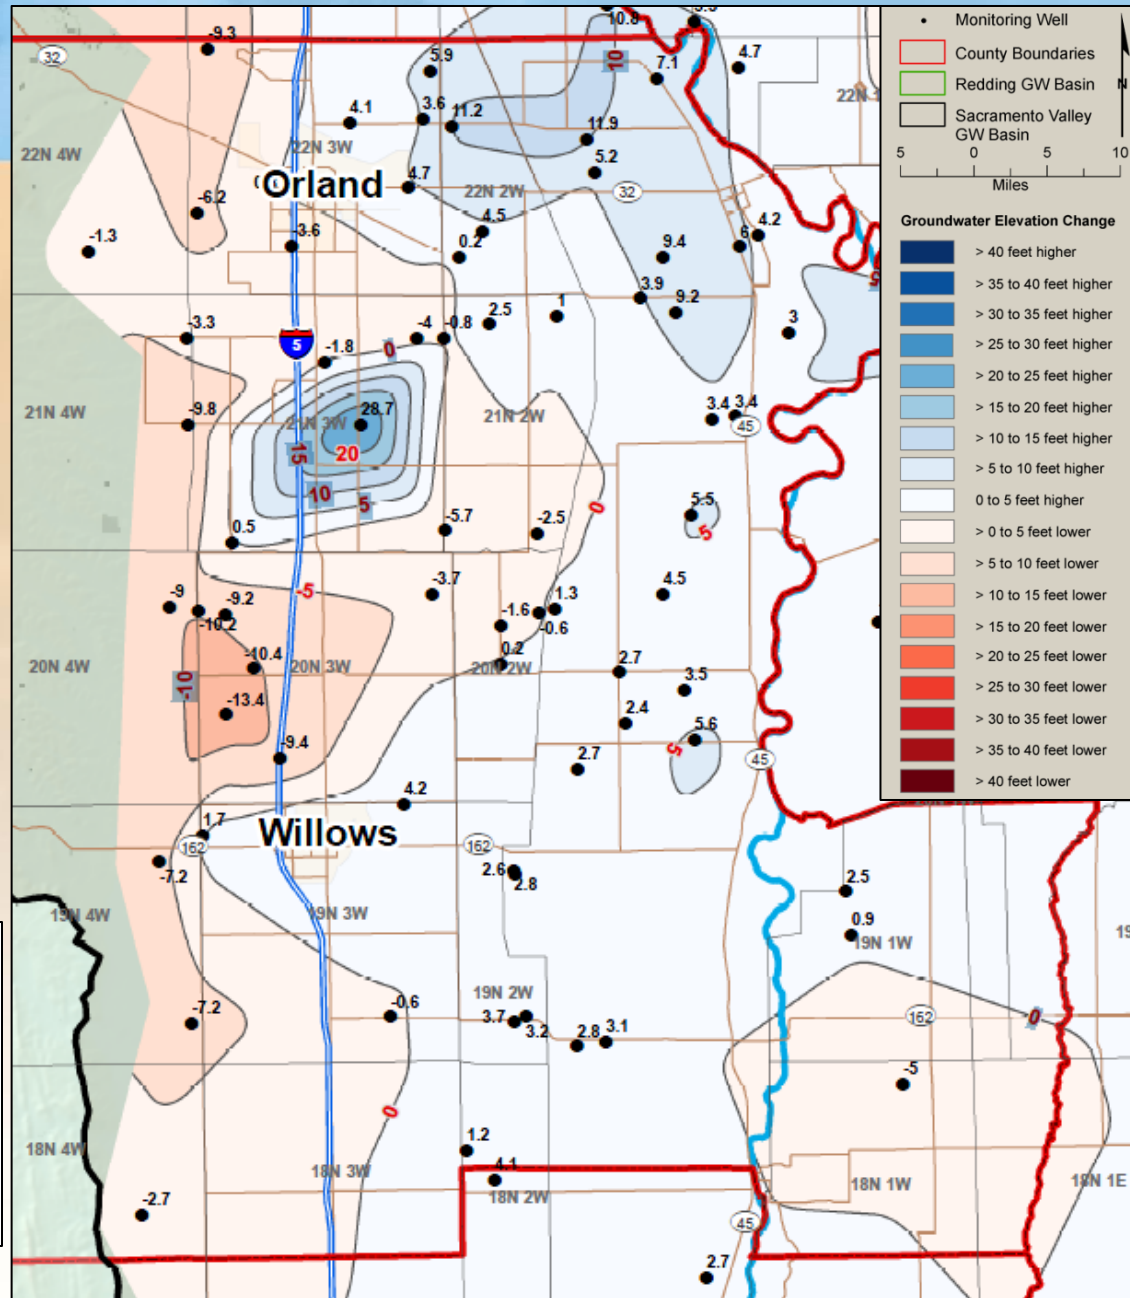 Monitoring Well
County Boundaries
Redding GW Basin
Sacramento Valley
GW Basin
N
5 0 5 10
Miles
Groundwater Elevation Change
> 40 feet higher
> 35 to 40 feet higher
> 30 to 35 feet higher
> 25 to 30 feet higher
> 20 to 25 feet higher
> 15 to 20 feet higher
> 10 to 15 feet higher
> 5 to 10 feet higher
0 to 5 feet higher
> 0 to 5 feet lower
> 5 to 10 feet lower
> 10 to 15 feet lower
> 15 to 20 feet lower
> 20 to 25 feet lower
> 25 to 30 feet lower
> 30 to 35 feet lower
> 35 to 40 feet lower
> 40 feet lower
10.8
-9.3
32
5.9
10
7.1
4.7
4.1
3.6
11.2
11.9
22N 4W
22N 3W
5.2
Orland
4.7
22N 2W
32
-6.2
-1.3
-3.6
4.5
0.2
9.4
6
4.2
5
3.9
9.2
-3.3
5
-1.8
0
-4
-0.8
2.5
1
3
21N 4W
-9.8
21N 3W
28.7
21N 2W
3.4
3.4
45
15
20
10
5
0.5
-5.7
-2.5
0
5.5
5
-9
-10.2
-9.2
-5
-3.7
-1.6
1.3
-0.6
4.5
20N 4W
-10.4
20N 3W
0.2
20N 2W
2.7
3.5
-10
-13.4
-9.4
2.4
5.6
5
2.7
45
4.2
1.7
Willows
162
162
-7.2
2.6
2.8
2.5
19N 4W
19N 3W
0.9
19N 1W
19
-7.2
-0.6
19N 2W
3.7
3.2
2.8
3.1
162
0
-5
0
1.2
18N 4W
18N 3W
4.1
18N 2W
18N 1W
18N 1E
-2.7
45
2.7